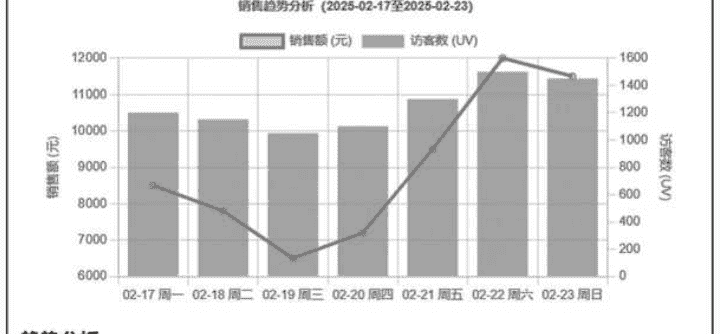 销售趋势分析 (2025-02-17至2025-02-23)
销售额 (元) 访客数 (UV)
12000 1600
1400
11000
1200
10000
1000
9000 800
600
8000
400
7000
200
6000 0
销售额 (元)
访客数 (UV)
02-17 周一 02-18 周二 02-19 周三 02-20 周四 02-21 周五 02-22 周六 02-23 周日
趋势分析